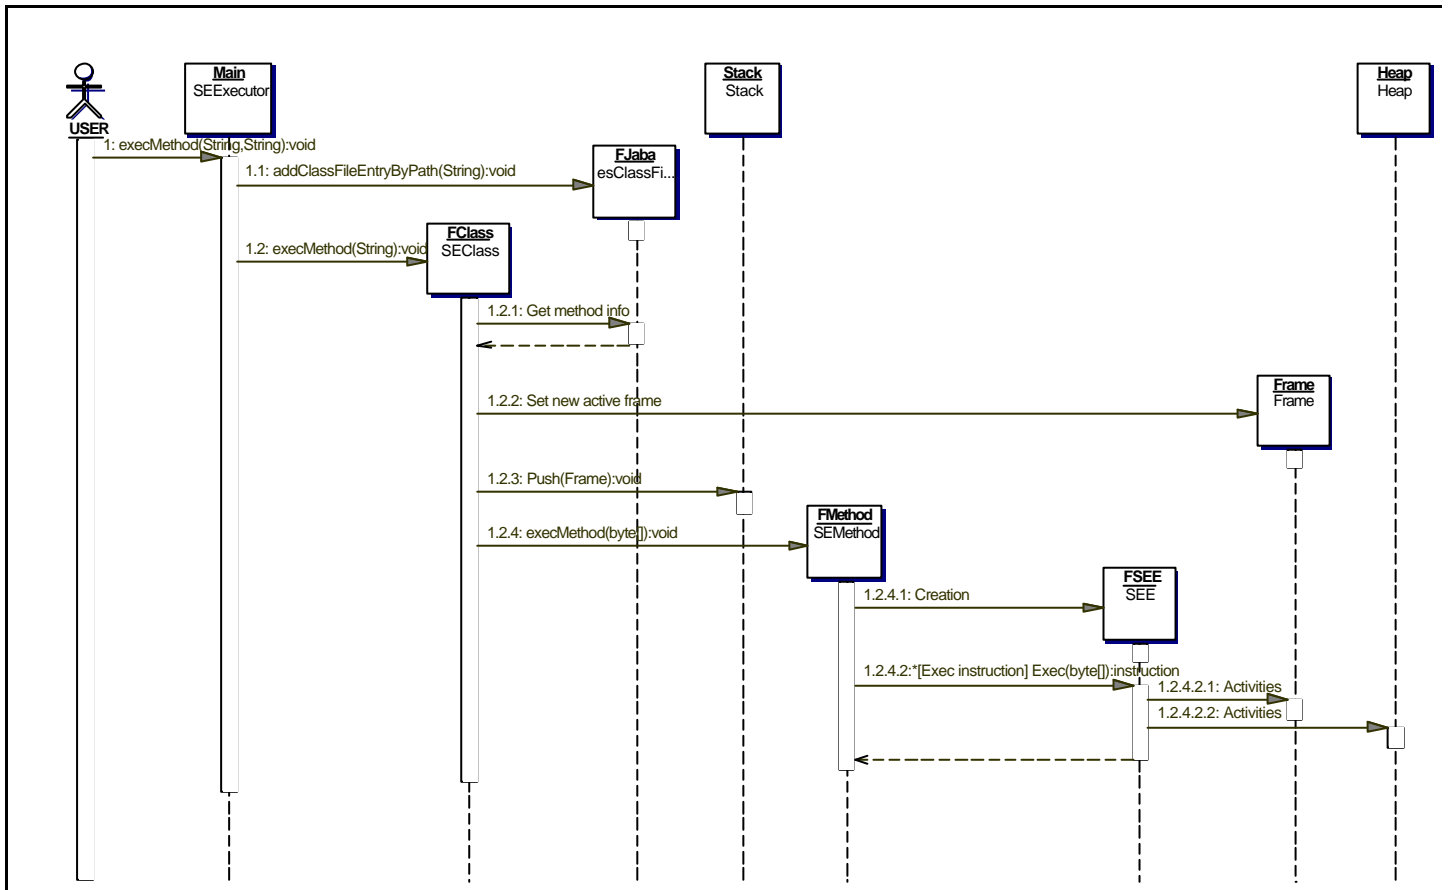 Main
SEExecutor
Stack
Stack
Heap
Heap
USER
1: execMethod(String,String):void
FJaba
esClassFi...
1.1: addClassFileEntryByPath(String):void
FClass
SEClass
1.2: execMethod(String):void
1.2.1: Get method info
Frame
Frame
1.2.2: Set new active frame
1.2.3: Push(Frame):void
FMethod
SEMethod
1.2.4: execMethod(byte[]):void
FSEE
SEE
1.2.4.1: Creation
1.2.4.2:*[Exec instruction] Exec(byte[]):instruction
1.2.4.2.1: Activities
1.2.4.2.2: Activities